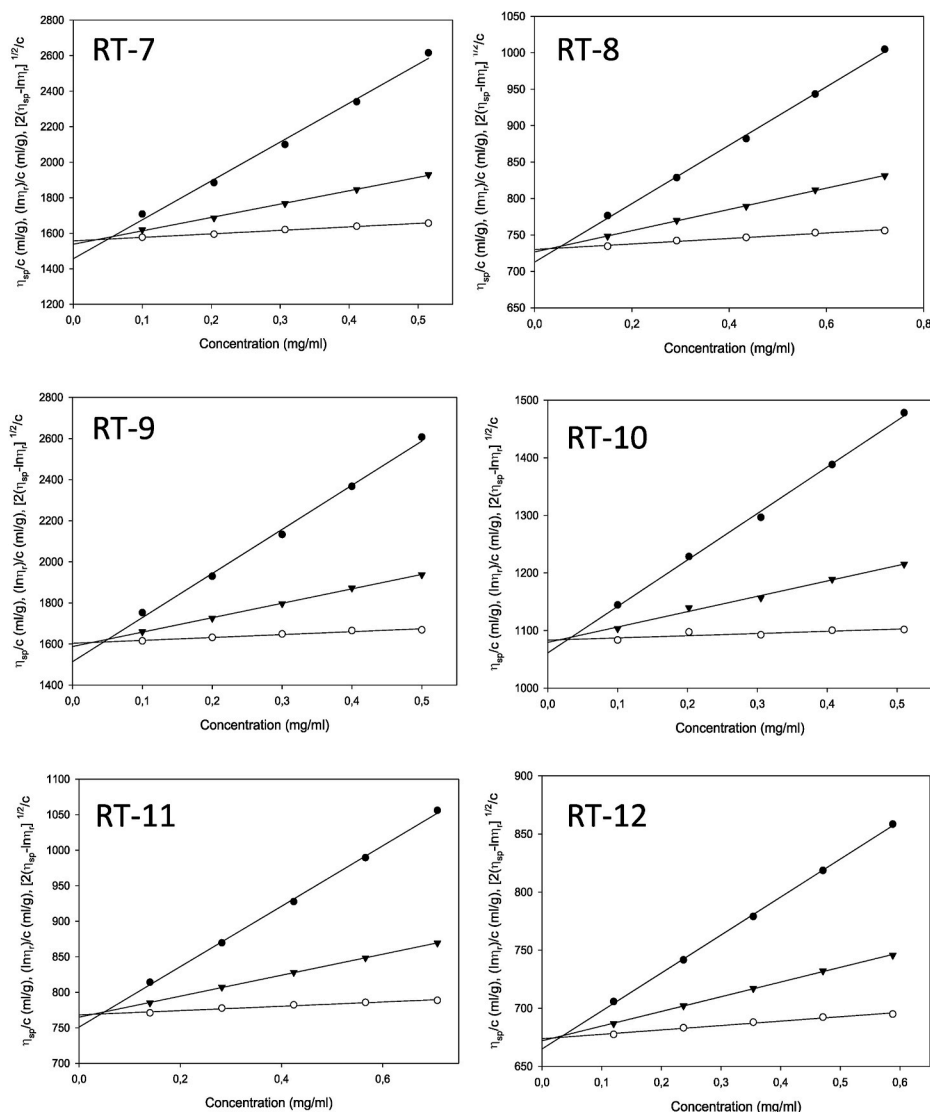 RT-7
ηsp/c (ml/g), (lnηr)/c (ml/g), [2(ηsp-lnηr] 1/2/c
2800
2600
2400
2200
2000
1800
1600
1400
1200
0,0 0,1 0,2 0,3 0,4 0,5
Concentration (mg/ml)
RT-8
ηsp/c (ml/g), (lnηr)/c (ml/g), [2(ηsp-lnηr] 1/2/c
1050
1000
950
900
850
800
750
700
650
0,0 0,2 0,4 0,6 0,8
Concentration (mg/ml)
RT-9
ηsp/c (ml/g), (lnηr)/c (ml/g), [2(ηsp-lnηr] 1/2/c
2800
2600
2400
2200
2000
1800
1600
1400
0,0 0,1 0,2 0,3 0,4 0,5
Concentration (mg/ml)
RT-10
ηsp/c (ml/g), (lnηr)/c (ml/g), [2(ηsp-lnηr] 1/2/c
1500
1400
1300
1200
1100
1000
0,0 0,1 0,2 0,3 0,4 0,5
Concentration (mg/ml)
RT-11
ηsp/c (ml/g), (lnηr)/c (ml/g), [2(ηsp-lnηr] 1/2/c
1100
1050
1000
950
900
850
800
750
700
0,0 0,2 0,4 0,6
Concentration (mg/ml)
RT-12
ηsp/c (ml/g), (lnηr)/c (ml/g), [2(ηsp-lnηr] 1/2/c
900
850
800
750
700
650
0,0 0,1 0,2 0,3 0,4 0,5 0,6
Concentration (mg/ml)